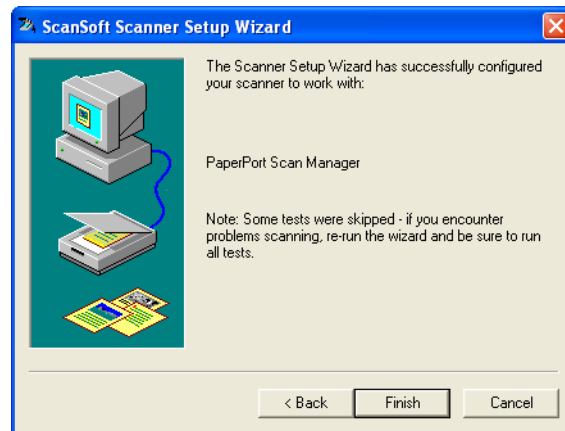 ScanSoft Scanner Setup Wizard
The Scanner Setup Wizard has successfully configured
your scanner to work with:
PaperPort Scan Manager
Note: Some tests were skipped - if you encounter
problems scanning, re-run the wizard and be sure to run
all tests.
< Back Finish Cancel